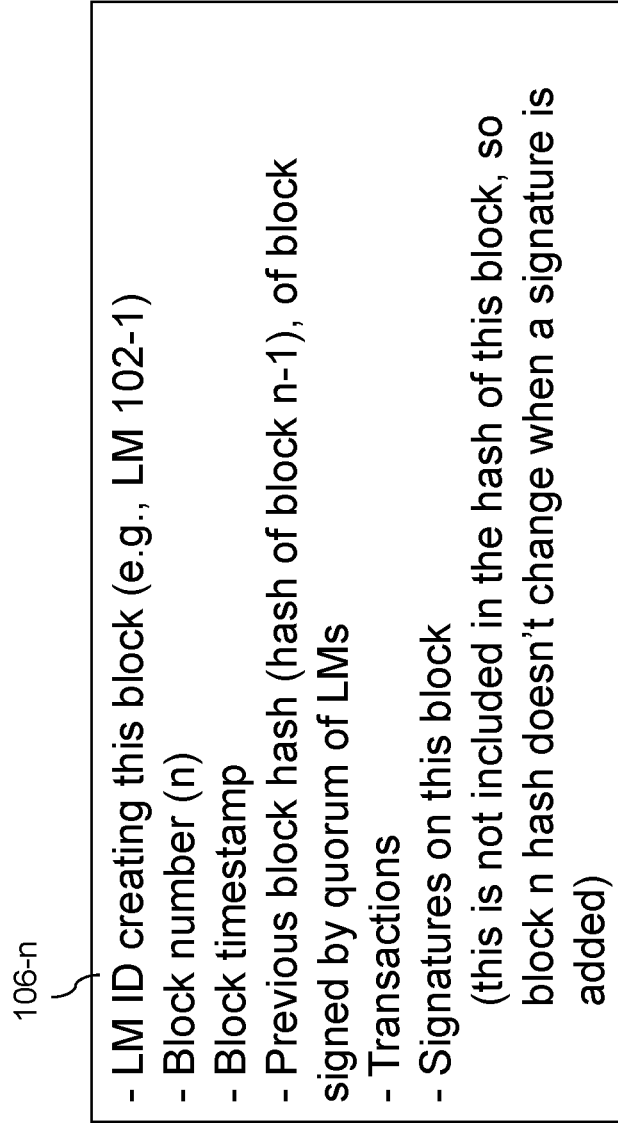 106-n
- LM ID creating this block (e.g., LM 102-1)
- Block number (n)
- Block timestamp
- Previous block hash (hash of block n-1), of block
signed by quorum of LMs
- Transactions
- Signatures on this block
(this is not included in the hash of this block, so
block n hash doesn't change when a signature is
added)